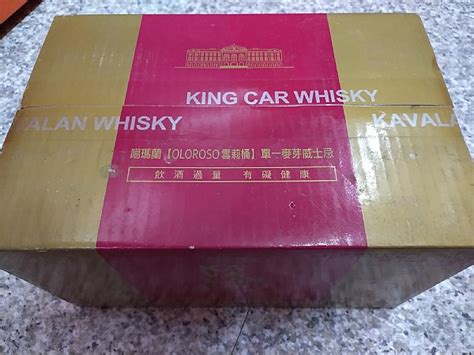 KING CAR WHISKY
ALAN WHISKY
KAVALA
噶瑪蘭【OLOROSO雪莉桶】單一麥芽威士忌
飲酒過量 有礙健康